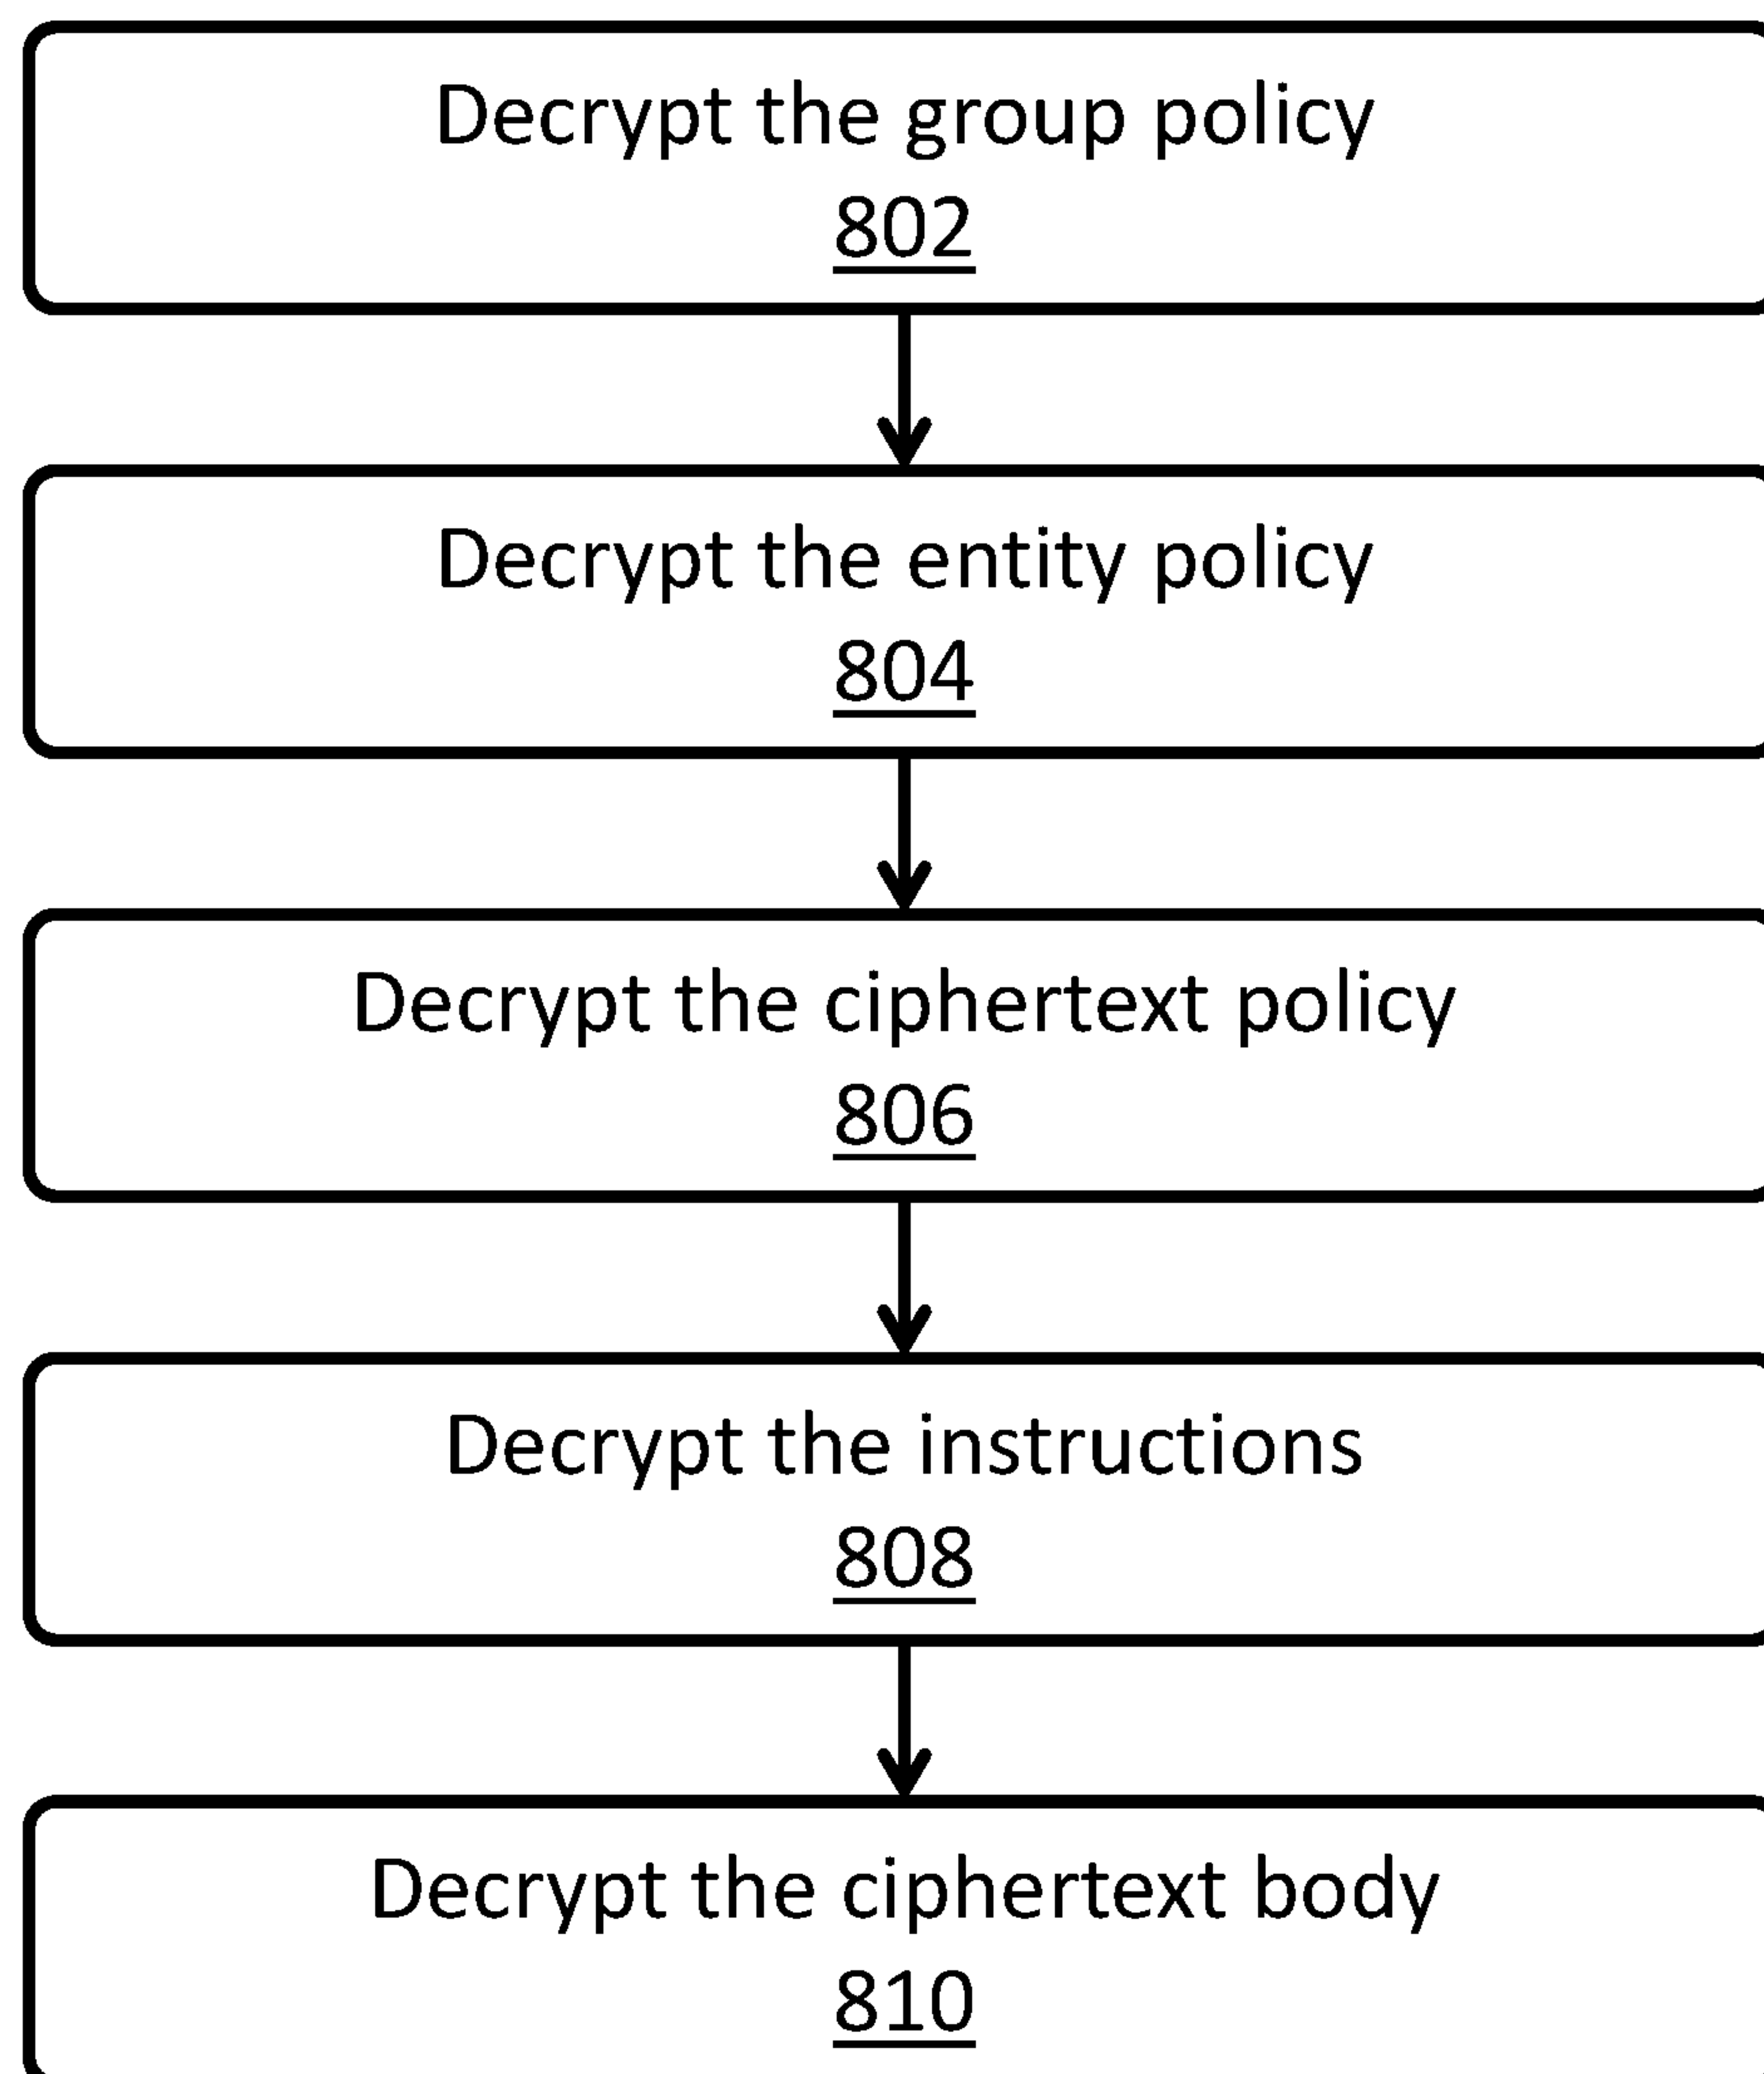 Decrypt the group policy
802
Decrypt the entity policy
804
Decrypt the ciphertext policy
806
Decrypt the instructions
808
Decrypt the ciphertext body
810